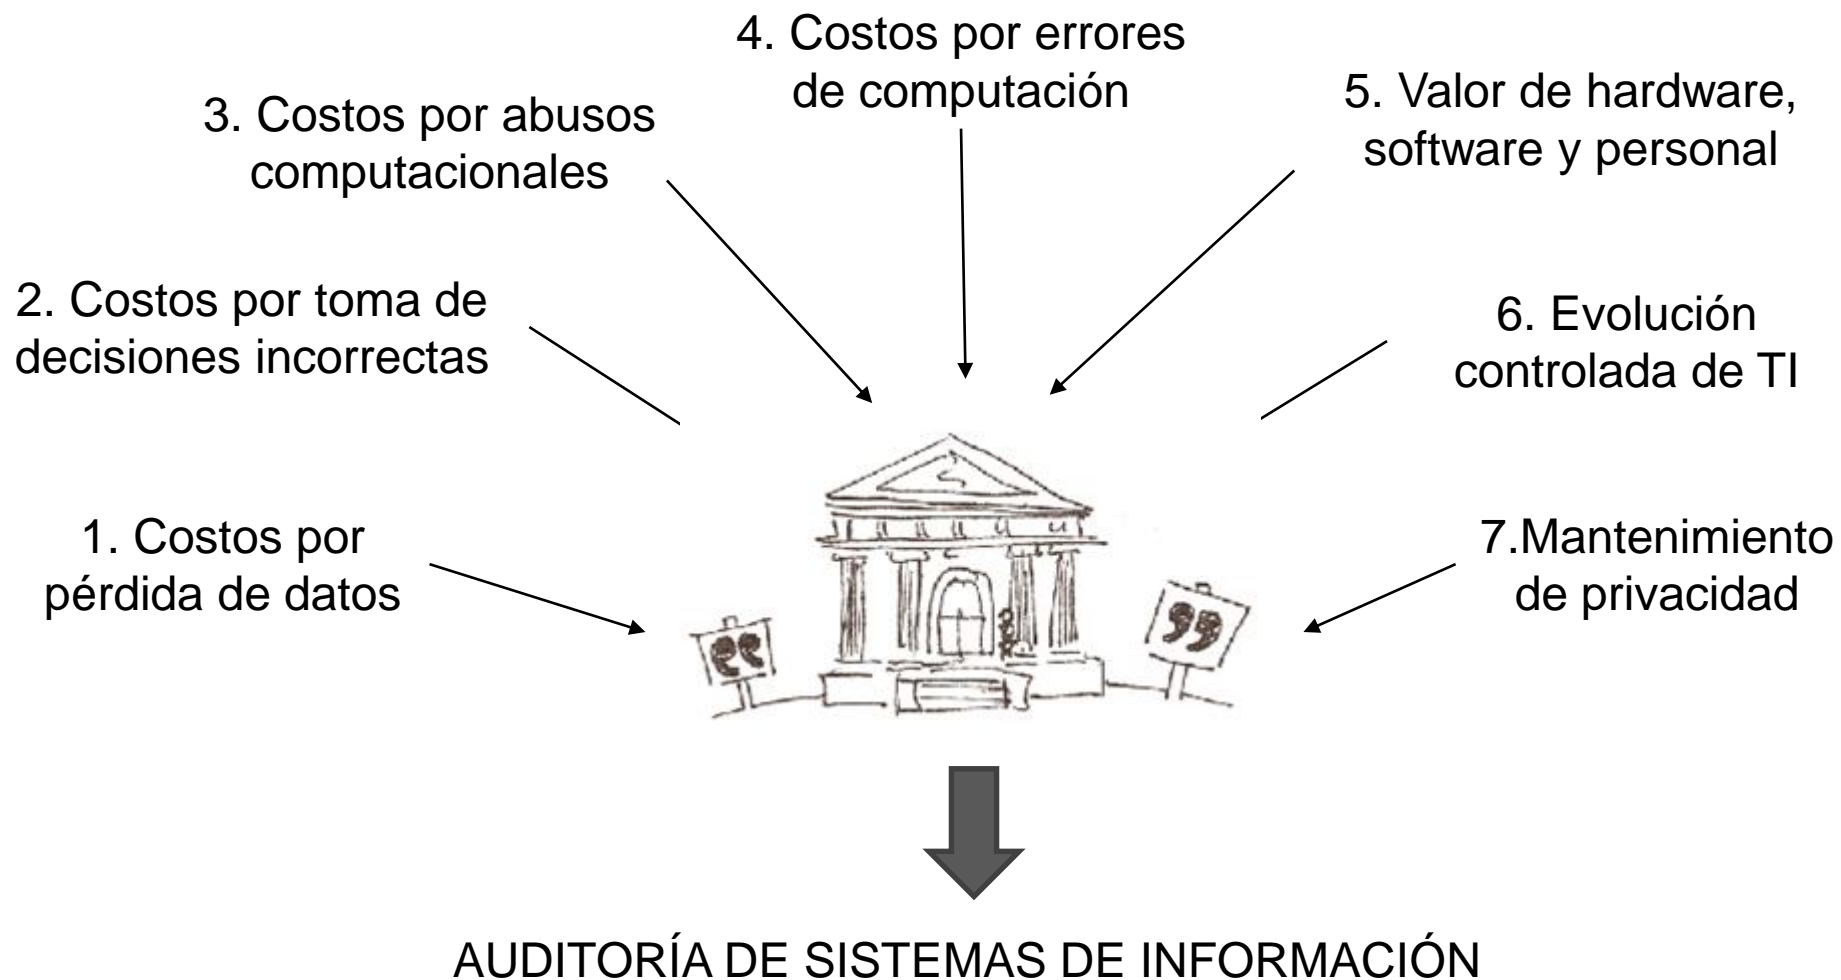 4. Costos por errores
de computación
3. Costos por abusos
computacionales
5. Valor de hardware,
software y personal
2. Costos por toma de
decisiones incorrectas
6. Evolución
controlada de TI
1. Costos por
pérdida de datos
7.Mantenimiento
de privacidad
AUDITORÍA DE SISTEMAS DE INFORMACIÓN